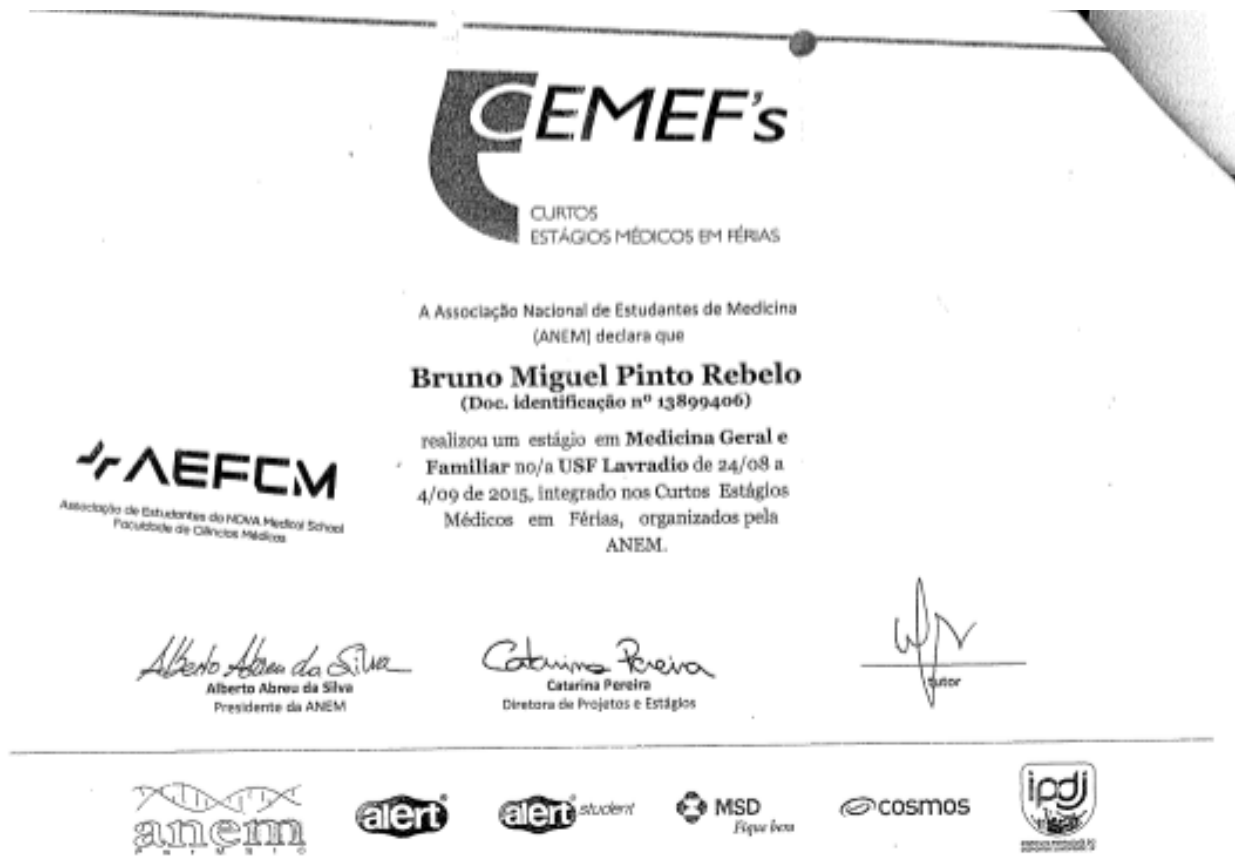 CEMEF's
CURTOS
ESTÁGIOS MÉDICOS EM FÉRIAS
A Associação Nacional de Estudantes de Medicina
(ANEM) declara que
Bruno Miguel Pinto Rebelo
(Doc. identificação nº 13899406)
realizou um estágio em Medicina Geral e
Familiar no/a USF Lavradio de 24/08 a
4/09 de 2015, integrado nos Curtos Estágios
Médicos em Férias, organizados pela
ANEM.
AEFCM
Associação de Estudantes da NOVA Medical School
Faculdade de Ciências Médicas
Alberto Abreu da Silva
Alberto Abreu da Silva
Presidente da ANEM
Catarina Pereira
Catarina Pereira
Diretora de Projetos e Estágios
tutor
anem
alert
alert student
MSD
Fique bem
cosmos
ipdj